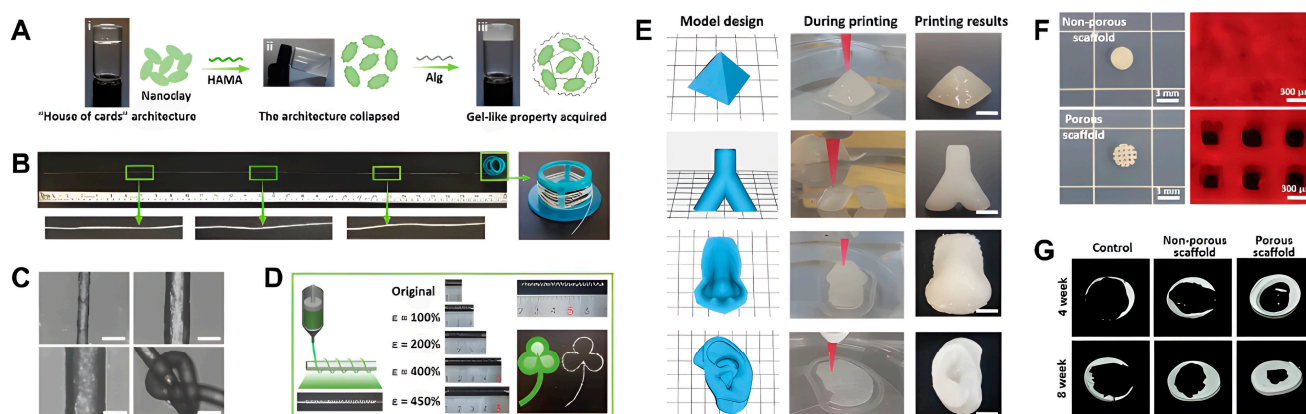 A
i
ii
iii
HAMA
Alg
Nanoclay
"House of cards" architecture
The architecture collapsed
Gel-like property acquired
B
C
D
Original
ε = 100%
ε = 200%
ε = 400%
ε = 450%
E
Model design
During printing
Printing results
F
Non-porous
scaffold
3 mm
300 μm
Porous
scaffold
3 mm
300 μm
G
Control
Non-porous
scaffold
Porous
scaffold
4 week
8 week